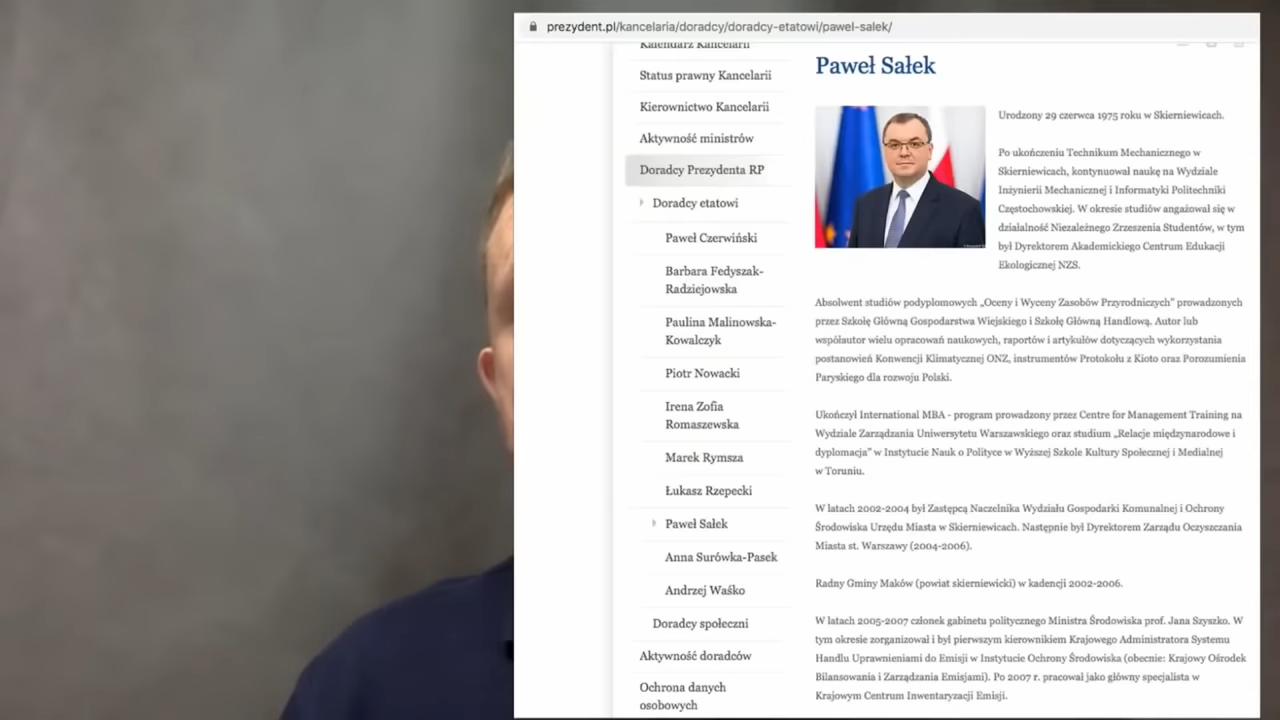 prezydent.pl/kancelaria/doradcy/doradcy-etatowi/pawel-salek/
Kalendarz Kancelarii
Status prawny Kancelarii
Kierownictwo Kancelarii
Aktywność ministrów
Doradcy Prezydenta RP
Doradcy etatowi
Paweł Czerwiński
Barbara Fedyszak-
Radziejowska
Paulina Malinowska-
Kowalczyk
Piotr Nowacki
Irena Zofia
Romaszewska
Marek Rymsza
Łukasz Rzepecki
Paweł Sałek
Anna Surówka-Pasek
Andrzej Waśko
Doradcy społeczni
Aktywność doradców
Ochrona danych
osobowych
Paweł Sałek
Urodzony 29 czerwca 1975 roku w Skierniewicach.
Po ukończeniu Technikum Mechanicznego w
Skierniewicach, kontynuował naukę na Wydziale
Inżynierii Mechanicznej i Informatyki Politechniki
Częstochowskiej. W okresie studiów angażował się w
działalność Niezależnego Zrzeszenia Studentów, w tym
był Dyrektorem Akademickiego Centrum Edukacji
Ekologicznej NZS.
Absolwent studiów podyplomowych „Oceny i Wyceny Zasobów Przyrodniczych” prowadzonych
przez Szkołę Główną Gospodarstwa Wiejskiego i Szkołę Główną Handlową. Autor lub
współautor wielu opracowań naukowych, raportów i artykułów dotyczących wykorzystania
postanowień Konwencji Klimatycznej ONZ, instrumentów Protokołu z Kioto oraz Porozumienia
Paryskiego dla rozwoju Polski.
Ukończył International MBA - program prowadzony przez Centre for Management Training na
Wydziale Zarządzania Uniwersytetu Warszawskiego oraz studium „Relacje międzynarodowe i
dyplomacja” w Instytucie Nauk o Polityce w Wyższej Szkole Kultury Społecznej i Medialnej
w Toruniu.
W latach 2002-2004 był Zastępcą Naczelnika Wydziału Gospodarki Komunalnej i Ochrony
Środowiska Urzędu Miasta w Skierniewicach. Następnie był Dyrektorem Zarządu Oczyszczania
Miasta st. Warszawy (2004-2006).
Radny Gminy Maków (powiat skierniewicki) w kadencji 2002-2006.
W latach 2005-2007 członek gabinetu politycznego Ministra Środowiska prof. Jana Szyszko. W
tym okresie zorganizował i był pierwszym kierownikiem Krajowego Administratora Systemu
Handlu Uprawnieniami do Emisji w Instytucie Ochrony Środowiska (obecnie: Krajowy Ośrodek
Bilansowania i Zarządzania Emisjami). Po 2007 r. pracował jako główny specjalista w
Krajowym Centrum Inwentaryzacji Emisji.